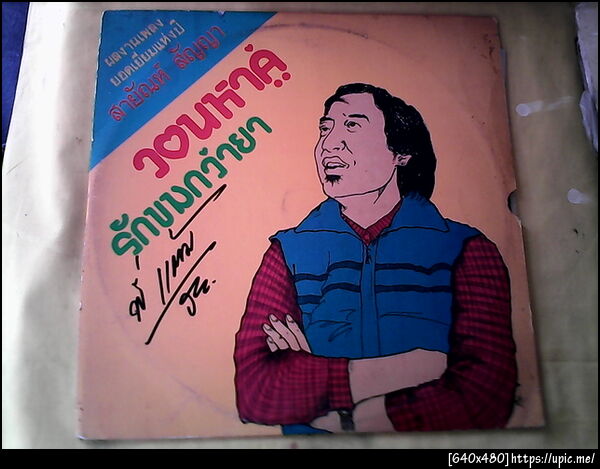 ผลงานเพลง
ยอดเยี่ยมแห่งปี
สายัณห์ สัญญา
วอนหาคู่
รักขมกว่ายา
[640x480]https://upic.me/